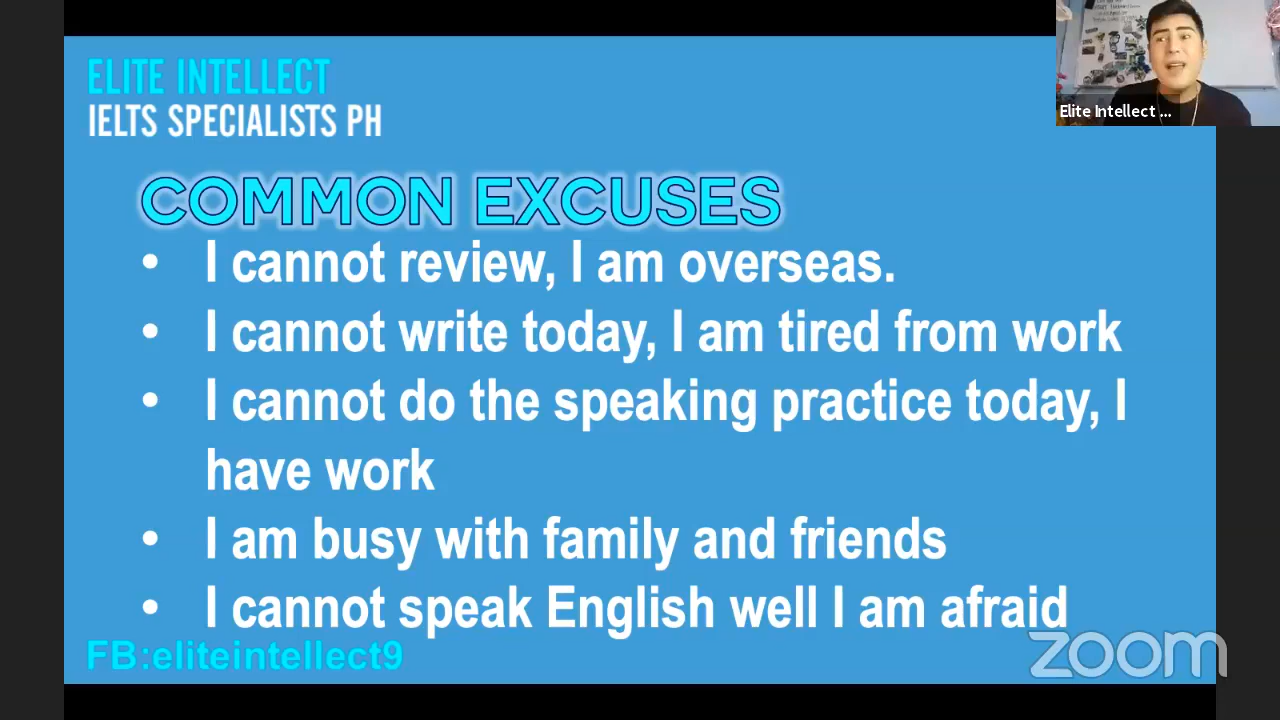 ELITE INTELLECT
IELTS SPECIALISTS PH
Elite Intellect ...
COMMON EXCUSES
• I cannot review, I am overseas.
• I cannot write today, I am tired from work
• I cannot do the speaking practice today, I
have work
• I am busy with family and friends
• I cannot speak English well I am afraid
FB:eliteintellect9
zoom